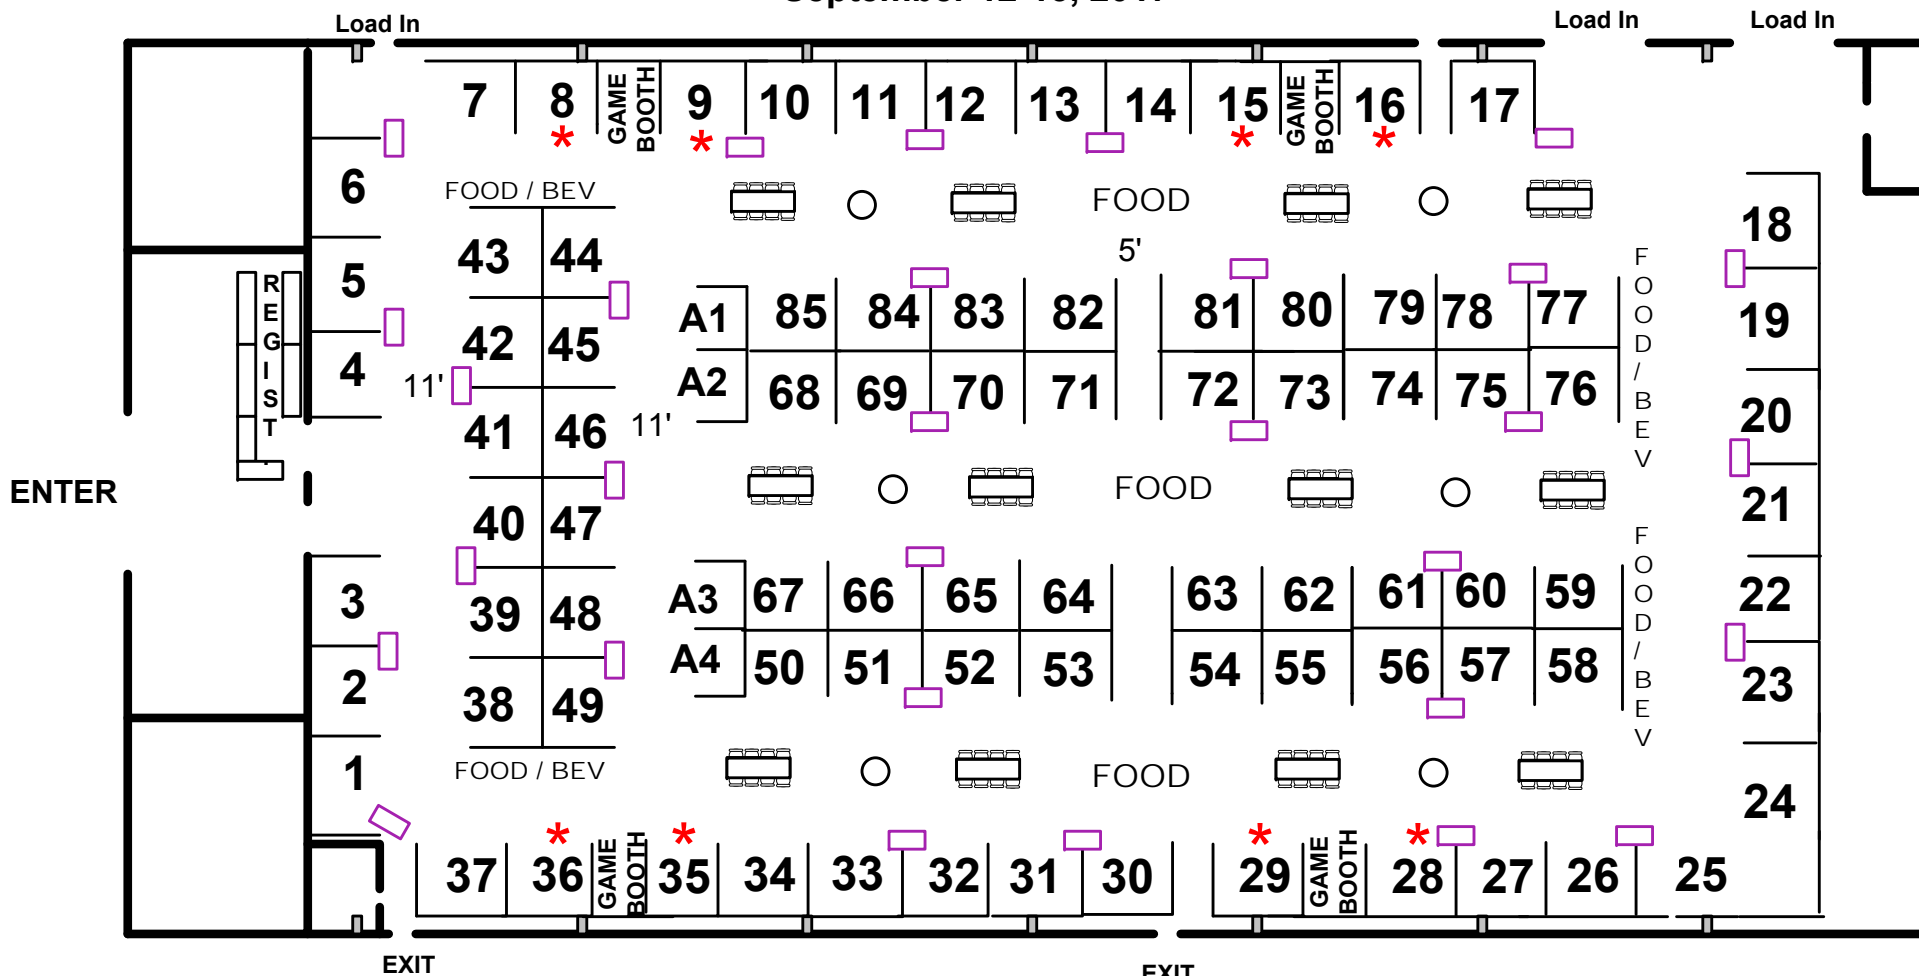 Load In
Load In
Load In
7 8 GAME BOOTH 9 10 11 12 13 14 15 GAME BOOTH 16 17
* * * *
6
FOOD / BEV
FOOD
18
5'
43 44
5
REGIST.
FOOD / BEV
A1 85 84 83 82 81 80 79 78 77
19
42 45
4
11'
A2 68 69 70 71 72 73 74 75 76
20
41 46
11'
ENTER
FOOD
21
40 47
FOOD / BEV
3
39 48
A3 67 66 65 64 63 62 61 60 59
22
A4 50 51 52 53 54 55 56 57 58
2
38 49
23
1
FOOD / BEV
FOOD
24
* * * *
37 36 GAME BOOTH 35 34 33 32 31 30 29 GAME BOOTH 28 27 26 25
EXIT
EXIT